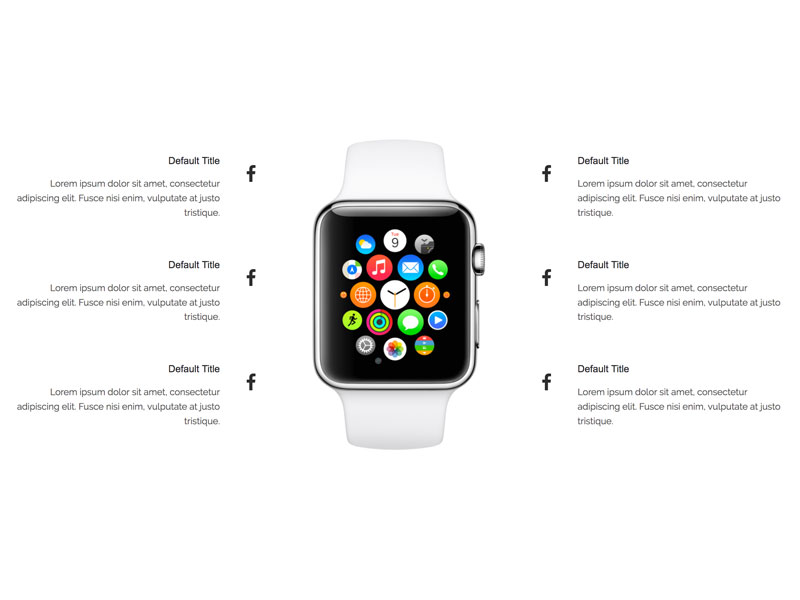 Default Title
Lorem ipsum dolor sit amet, consectetur
adipiscing elit. Fusce nisi enim, vulputate at justo
tristique.
Default Title
Lorem ipsum dolor sit amet, consectetur
adipiscing elit. Fusce nisi enim, vulputate at justo
tristique.
Default Title
Lorem ipsum dolor sit amet, consectetur
adipiscing elit. Fusce nisi enim, vulputate at justo
tristique.
Tue
9
Default Title
Lorem ipsum dolor sit amet, consectetur
adipiscing elit. Fusce nisi enim, vulputate at justo
tristique.
Default Title
Lorem ipsum dolor sit amet, consectetur
adipiscing elit. Fusce nisi enim, vulputate at justo
tristique.
Default Title
Lorem ipsum dolor sit amet, consectetur
adipiscing elit. Fusce nisi enim, vulputate at justo
tristique.